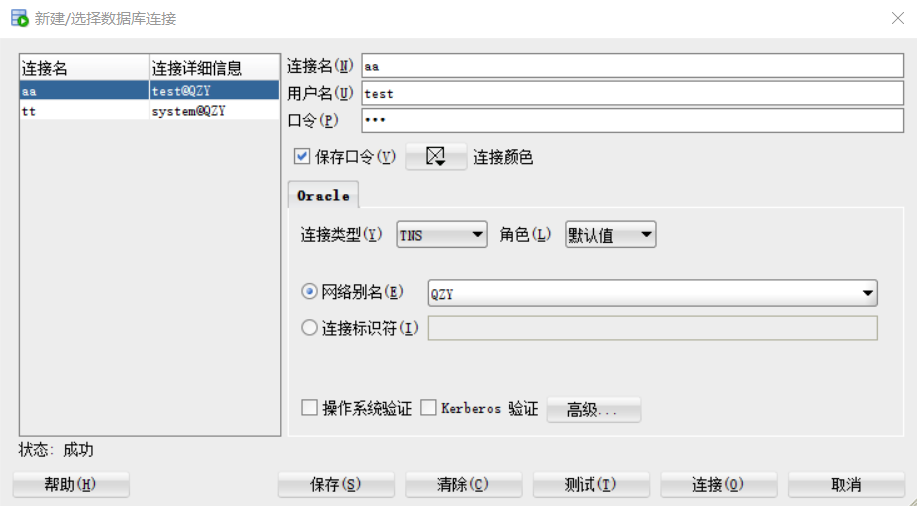 新建/选择数据库连接
连接名 连接详细信息
aa test@QZY
tt system@QZY
连接名(N) aa
用户名(U) test
口令(P) •••
保存口令(V) 连接颜色
Oracle
连接类型(Y) TNS 角色(L) 默认值
网络别名(E) QZY
连接标识符(I)
操作系统验证 Kerberos 验证 高级...
状态: 成功
帮助(H) 保存(S) 清除(C) 测试(T) 连接(O) 取消